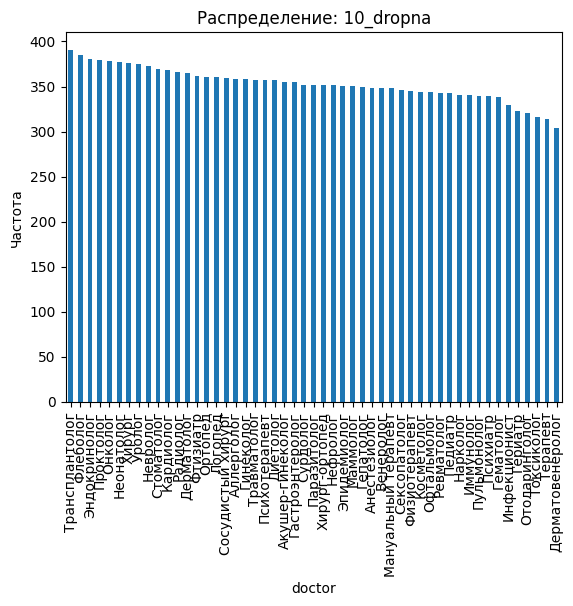 Распределение: 10_dropna
Частота
400
350
300
250
200
150
100
50
0
Трансплантолог
Флеболог
Эндокринолог
Проктолог
Онколог
Неонатолог
Хирург
Уролог
Невролог
Стоматолог
Кардиолог
Радиолог
Дерматолог
Физиатр
Ортопед
Логопед
Сосудистый Хирург
Аллерголог
Гинеколог
Травматолог
Психотерапевт
Диетолог
Акушер-гинеколог
Гастроэнтеролог
Сурдолог
Паразитолог
Хирург-ортопед
Нефролог
Эпидемиолог
Маммолог
Гепатолог
Анестезиолог
Венеролог
Мануальный терапевт
Сексопатолог
Физиотерапевт
Косметолог
Офтальмолог
Ревматолог
Педиатр
Нарколог
Иммунолог
Пульмонолог
Психиатр
Гематолог
Инфекционист
Гериатр
Отоларинголог
Токсиколог
Терапевт
Дерматовенеролог
doctor